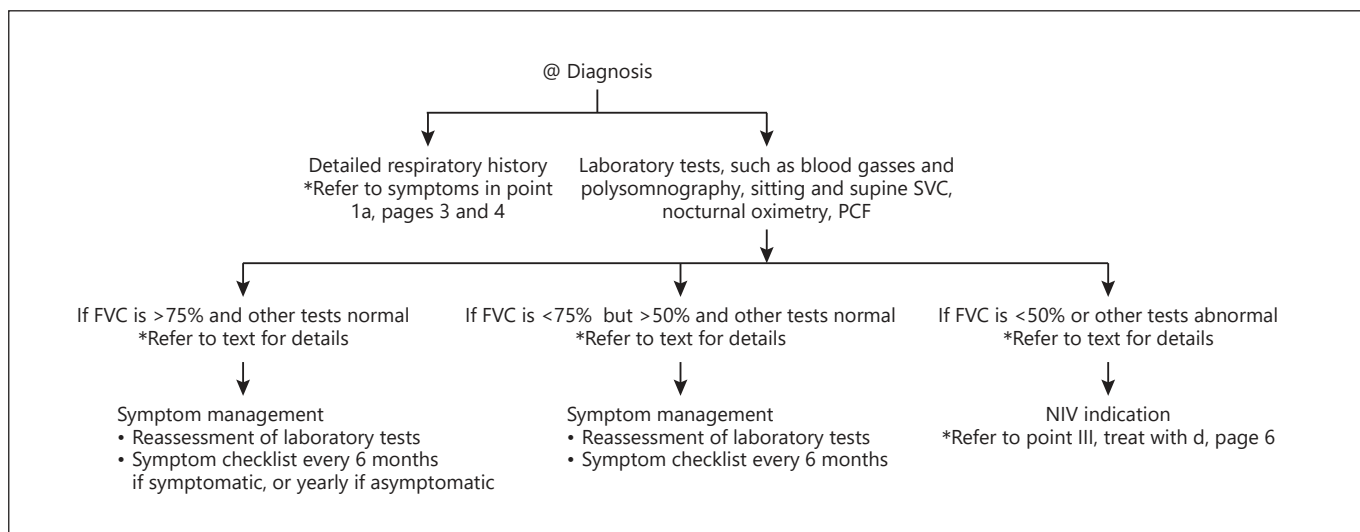 @ Diagnosis
Detailed respiratory history
*Refer to symptoms in point
1a, pages 3 and 4
Laboratory tests, such as blood gasses and
polysomnography, sitting and supine SVC,
nocturnal oximetry, PCF
If FVC is >75% and other tests normal
*Refer to text for details
If FVC is <75% but >50% and other tests normal
*Refer to text for details
If FVC is <50% or other tests abnormal
*Refer to text for details
Symptom management
• Reassessment of laboratory tests
• Symptom checklist every 6 months
if symptomatic, or yearly if asymptomatic
Symptom management
• Reassessment of laboratory tests
• Symptom checklist every 6 months
NIV indication
*Refer to point III, treat with d, page 6